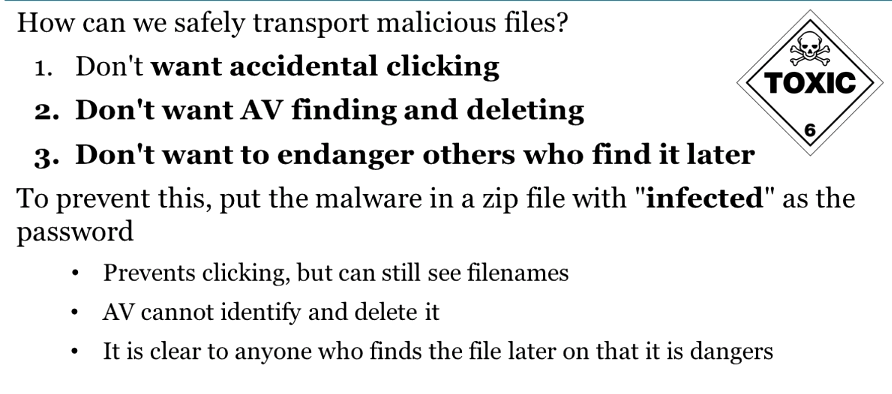 How can we safely transport malicious files?
1. Don't want accidental clicking
2. Don't want AV finding and deleting
3. Don't want to endanger others who find it later
TOXIC
6
To prevent this, put the malware in a zip file with "infected" as the
password
• Prevents clicking, but can still see filenames
• AV cannot identify and delete it
• It is clear to anyone who finds the file later on that it is dangers